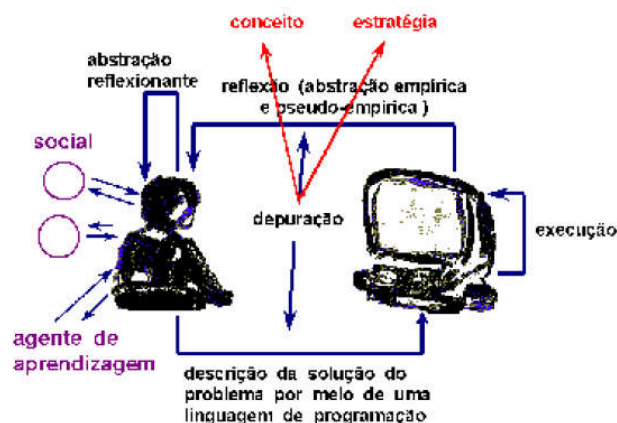 conceito estratégia
abstração
reflexionante
reflexão (abstração empírica
e pseudo-empírica )
social
depuração
execução
agente de
aprendizagem
descrição da solução do
problema por meio de uma
linguagem de programação